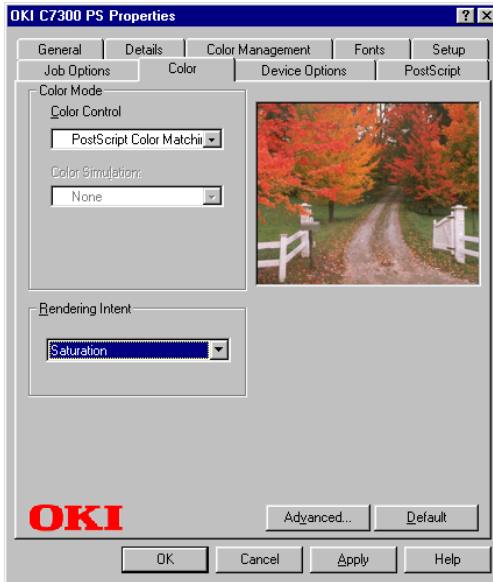 OKI C7300 PS Properties
General Details Color Management Fonts Setup
Job Options Color Device Options PostScript
Color Mode
Color Control
PostScript Color Matchin
Color Simulation:
None
Rendering Intent
Saturation
OKI
Advanced... Default
OK Cancel Apply Help